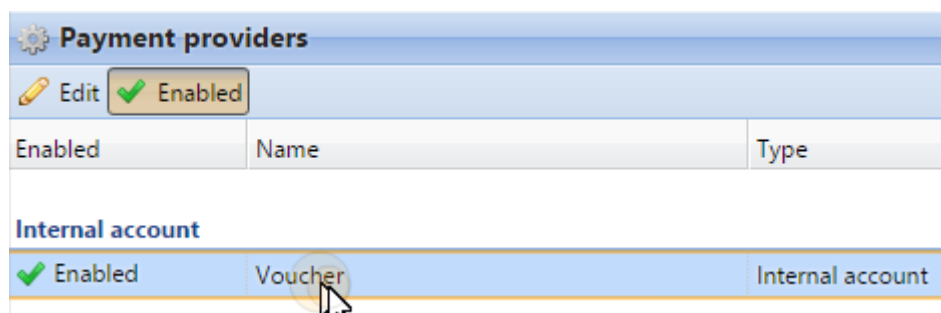 Payment providers
Edit Enabled
Enabled Name Type
Internal account
Enabled Voucher Internal account